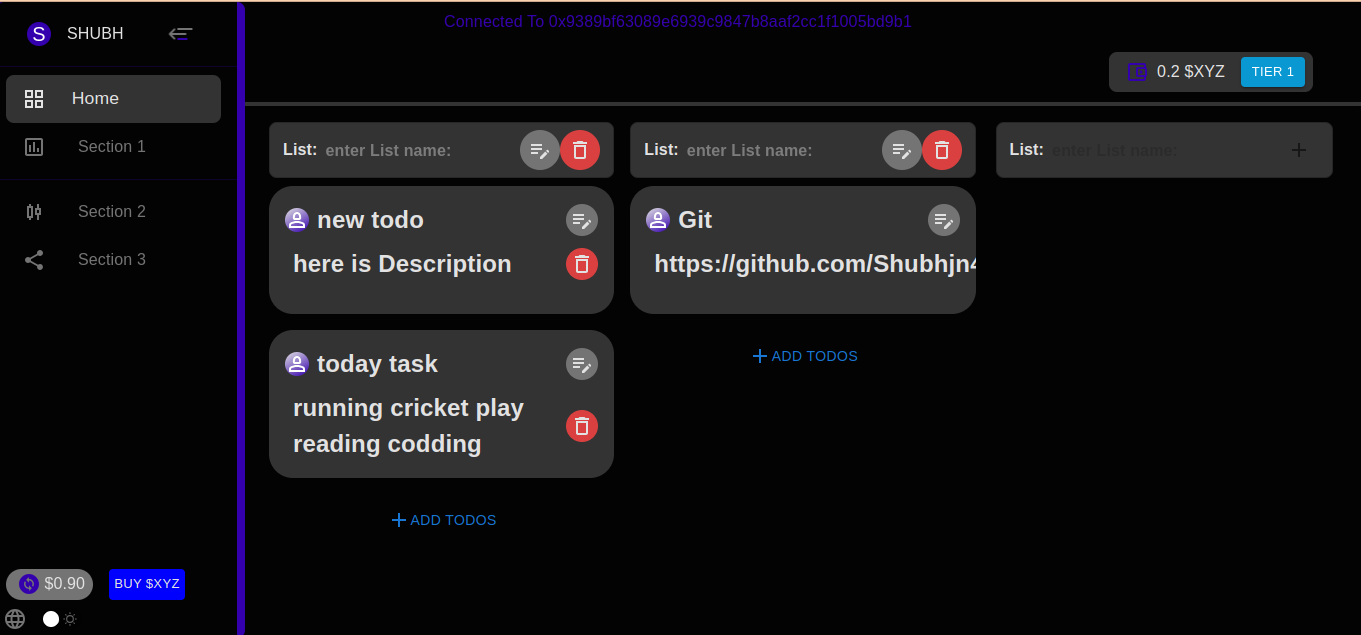 S SHUBH
Connected To 0x9389bf63089e6939c9847b8aaf2cc1f1005bd9b1
0.2 $XYZ TIER 1
Home
Section 1
Section 2
Section 3
List: enter List name:
new todo
here is Description
today task
running cricket play
reading codding
ADD TODOS
List: enter List name:
Git
https://github.com/Shubhjn4
ADD TODOS
List: enter List name:
$0.90 BUY $XYZ